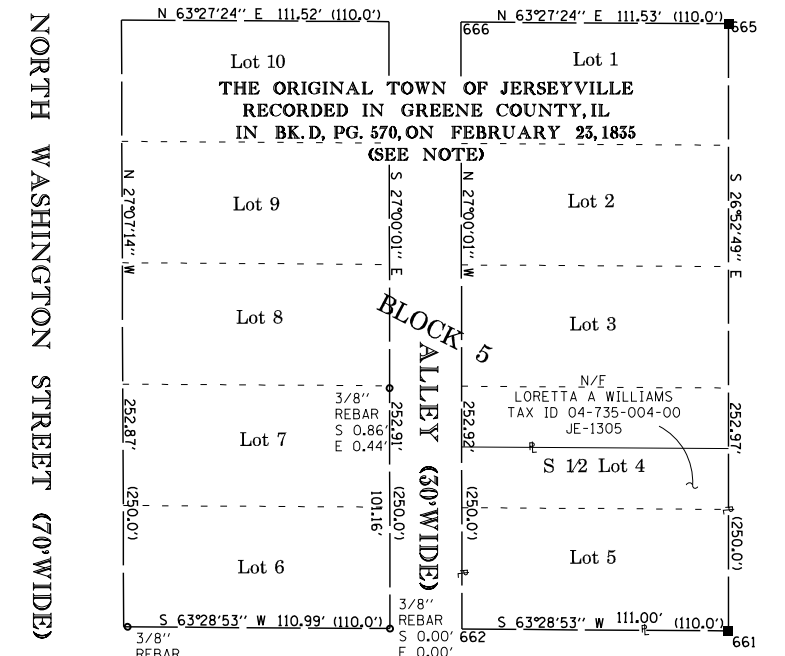 N 63°27'24" E 111.52' (110.0')
N 63°27'24" E 111.53' (110.0')
666
665
Lot 10
Lot 1
THE ORIGINAL TOWN OF JERSEYVILLE
RECORDED IN GREENE COUNTY, IL
IN BK. D, PG. 570, ON FEBRUARY 23, 1835
(SEE NOTE)
NORTH WASHINGTON STREET (70'WIDE)
N 27°07'14" W
Lot 9
S 27°00'01" E
N 27°00'01" W
Lot 2
S 26°52'49" E
Lot 8
BLOCK 5
Lot 3
ALLEY (30'WIDE)
N/F
LORETTA A WILLIAMS
TAX ID 04-735-004-00
JE-1305
3/8"
REBAR
S 0.86'
E 0.44'
252.87'
Lot 7
252.91'
252.92'
252.97'
PL
S 1/2 Lot 4
(250.0')
101.16'
(250.0')
(250.0')
PL
(250.0')
Lot 6
Lot 5
PL
S 63°28'53" W 110.99' (110.0')
3/8"
REBAR
S 0.00'
E 0.00'
S 63°28'53" W 111.00' (110.0')
PL
662
661
3/8"
REBAR